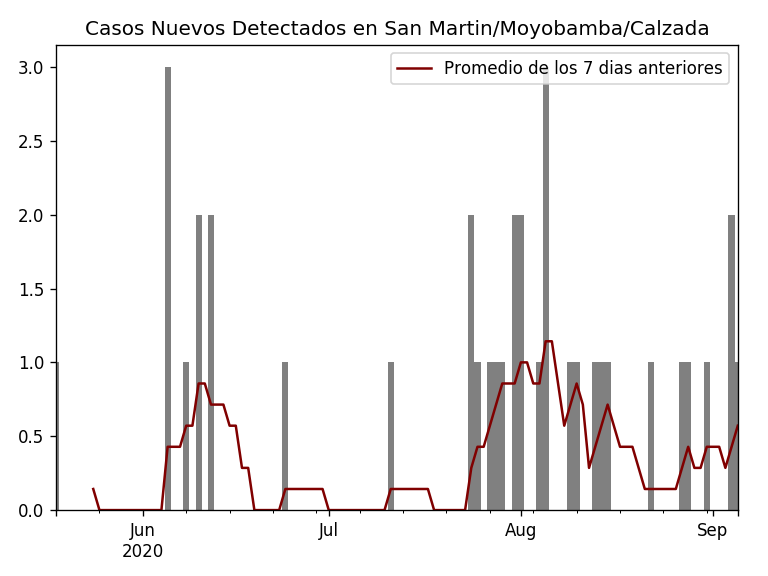 Casos Nuevos Detectados en San Martin/Moyobamba/Calzada
Promedio de los 7 dias anteriores
3.0
2.5
2.0
1.5
1.0
0.5
0.0
Jun
2020
Jul
Aug
Sep